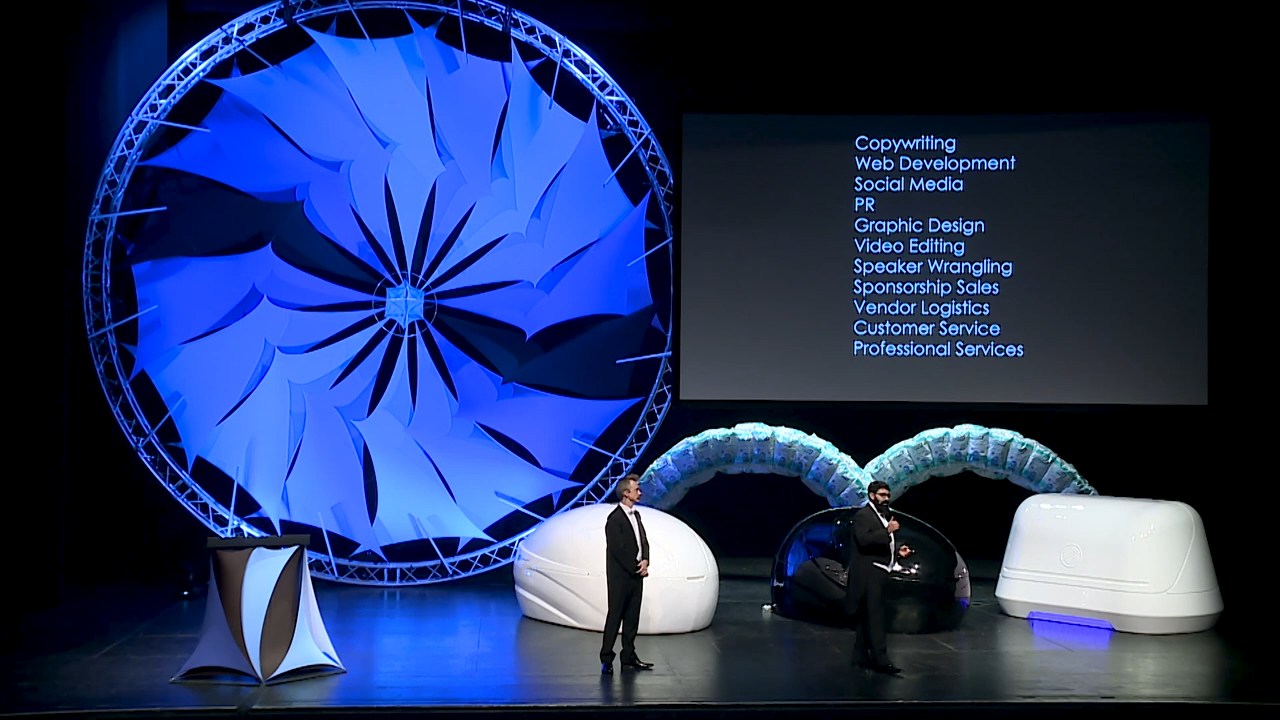 Copywriting
Web Development
Social Media
PR
Graphic Design
Video Editing
Speaker Wrangling
Sponsorship Sales
Vendor Logistics
Customer Service
Professional Services